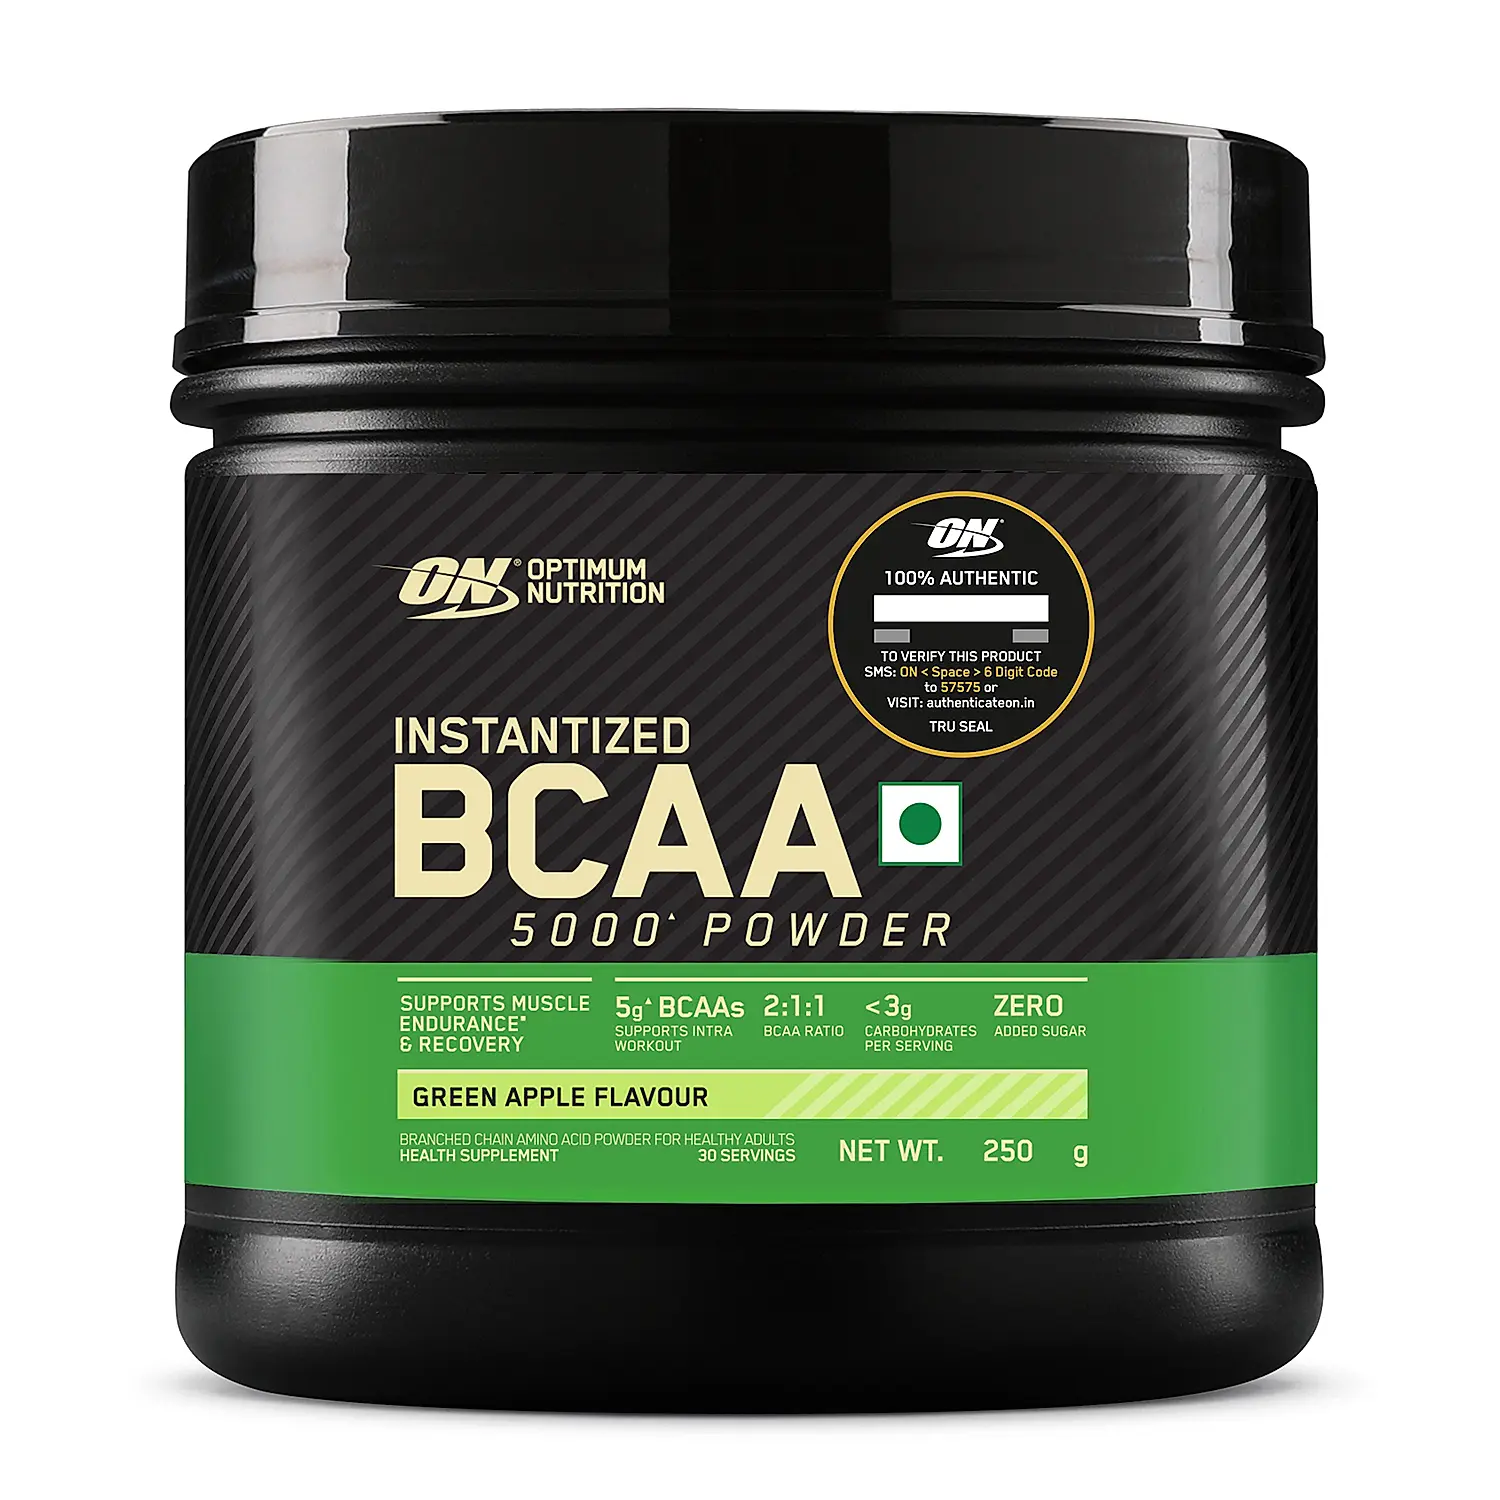 ON® OPTIMUM
NUTRITION
ON®
100% AUTHENTIC
TO VERIFY THIS PRODUCT
SMS: ON < Space > 6 Digit Code
to 57575 or
VISIT: authenticateon.in
TRU SEAL
INSTANTIZED
BCAA
5000▲ POWDER
SUPPORTS MUSCLE
ENDURANCE■
& RECOVERY
5g▲ BCAAs
SUPPORTS INTRA
WORKOUT
2:1:1
BCAA RATIO
<3g
CARBOHYDRATES
PER SERVING
ZERO
ADDED SUGAR
GREEN APPLE FLAVOUR
BRANCHED CHAIN AMINO ACID POWDER FOR HEALTHY ADULTS
HEALTH SUPPLEMENT 30 SERVINGS
NET WT. 250 g